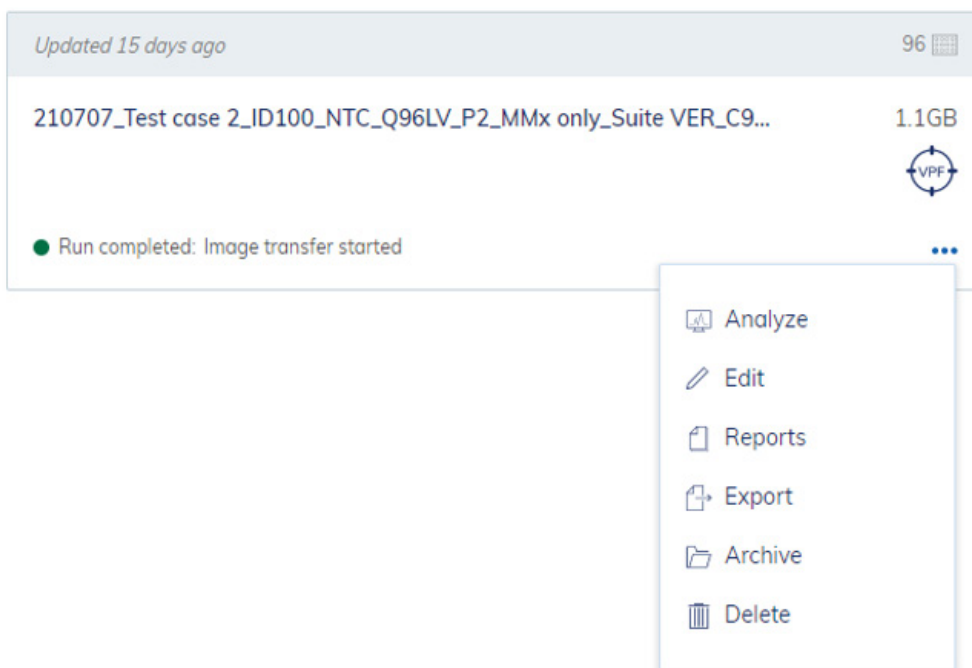 Updated 15 days ago 96
210707_Test case 2_ID100_NTC_Q96LV_P2_MMx only_Suite VER_C9... 1.1GB
VPF
Run completed: Image transfer started
Analyze
Edit
Reports
Export
Archive
Delete